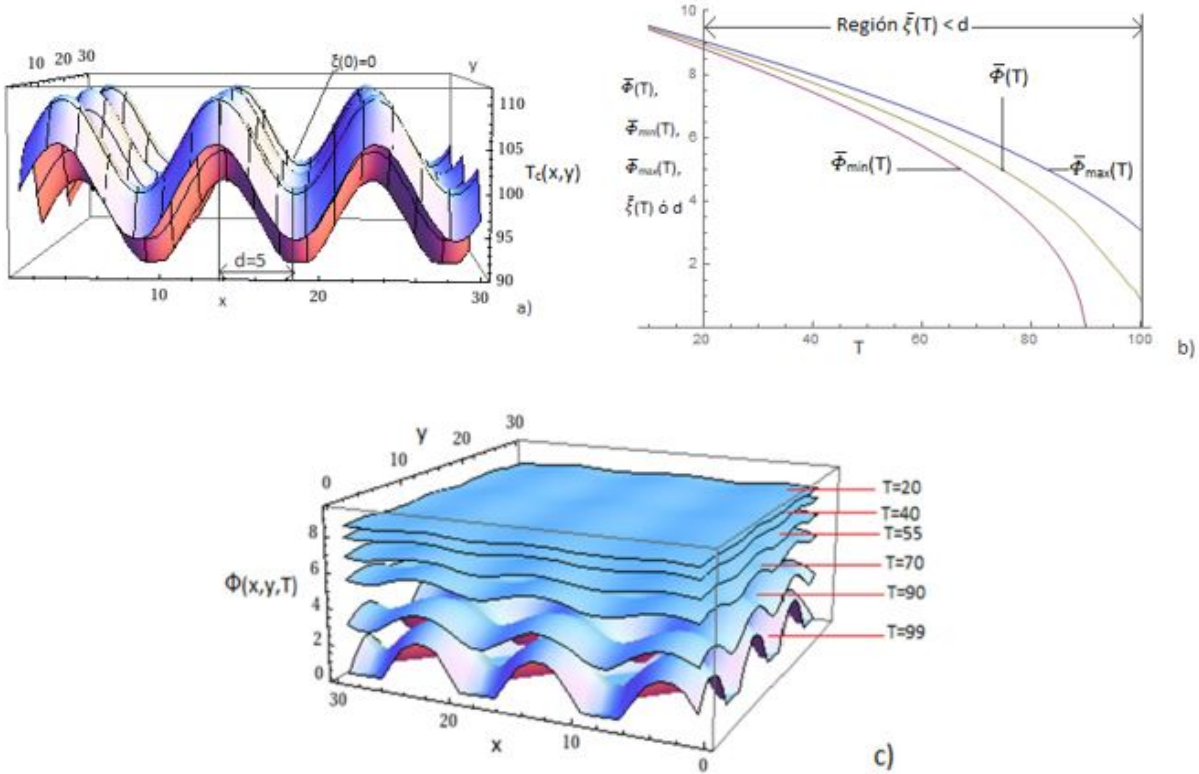 10 20 30
y
ξ(0)=0
110
105
T_c(x,y)
100
95
90
d=5
10
x
20
30
a)
10
Región ξ̄(T) < d
8
Φ̄(T),
Φ̄(T)
Φ̄min(T),
6
Φ̄max(T),
Φ̄min(T)
Φ̄max(T)
ξ̄(T) ó d
4
2
20
40
T
60
80
100
b)
30
y
20
10
0
T=20
T=40
T=55
T=70
T=90
T=99
8
6
Φ(x,y,T)
4
2
0
30
20
x
10
0
c)